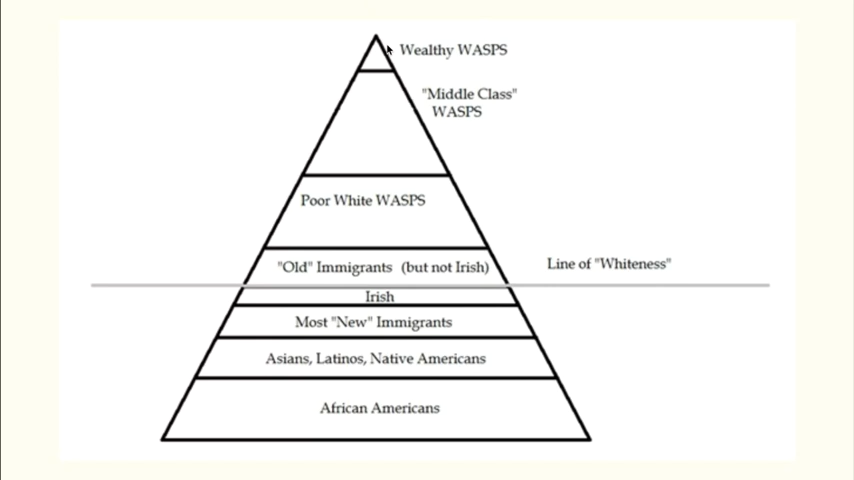 Wealthy WASPS
"Middle Class"
WASPS
Poor White WASPS
"Old" Immigrants (but not Irish)
Line of "Whiteness"
Irish
Most "New" Immigrants
Asians, Latinos, Native Americans
African Americans